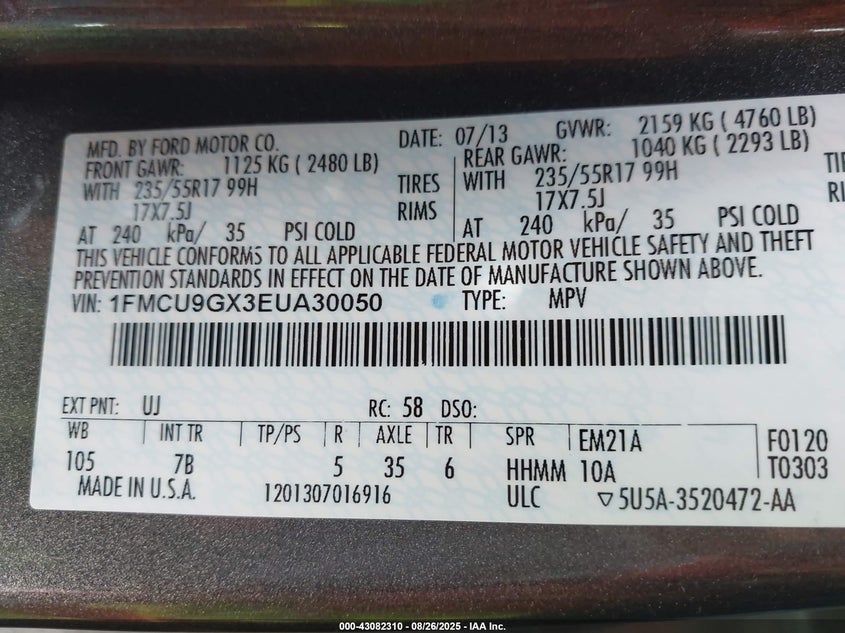 MFD. BY FORD MOTOR CO. DATE: 07/13 GVWR: 2159 KG ( 4760 LB)
FRONT GAWR: 1125 KG ( 2480 LB) REAR GAWR: 1040 KG ( 2293 LB)
WITH 235/55R17 99H TIRES WITH 235/55R17 99H
17X7.5J RIMS 17X7.5J
AT 240 kPa/ 35 PSI COLD AT 240 kPa/ 35 PSI COLD
THIS VEHICLE CONFORMS TO ALL APPLICABLE FEDERAL MOTOR VEHICLE SAFETY AND THEFT
PREVENTION STANDARDS IN EFFECT ON THE DATE OF MANUFACTURE SHOWN ABOVE.
VIN: 1FMCU9GX3EUA30050 TYPE: MPV
EXT PNT: UJ RC: 58 DSO:
WB INT TR TP/PS R AXLE TR SPR EM21A F0120
105 7B 5 35 6 HHMM 10A T0303
MADE IN U.S.A. 1201307016916 ULC ▽5U5A-3520472-AA
000-43082310 - 08/26/2025 - IAA Inc.